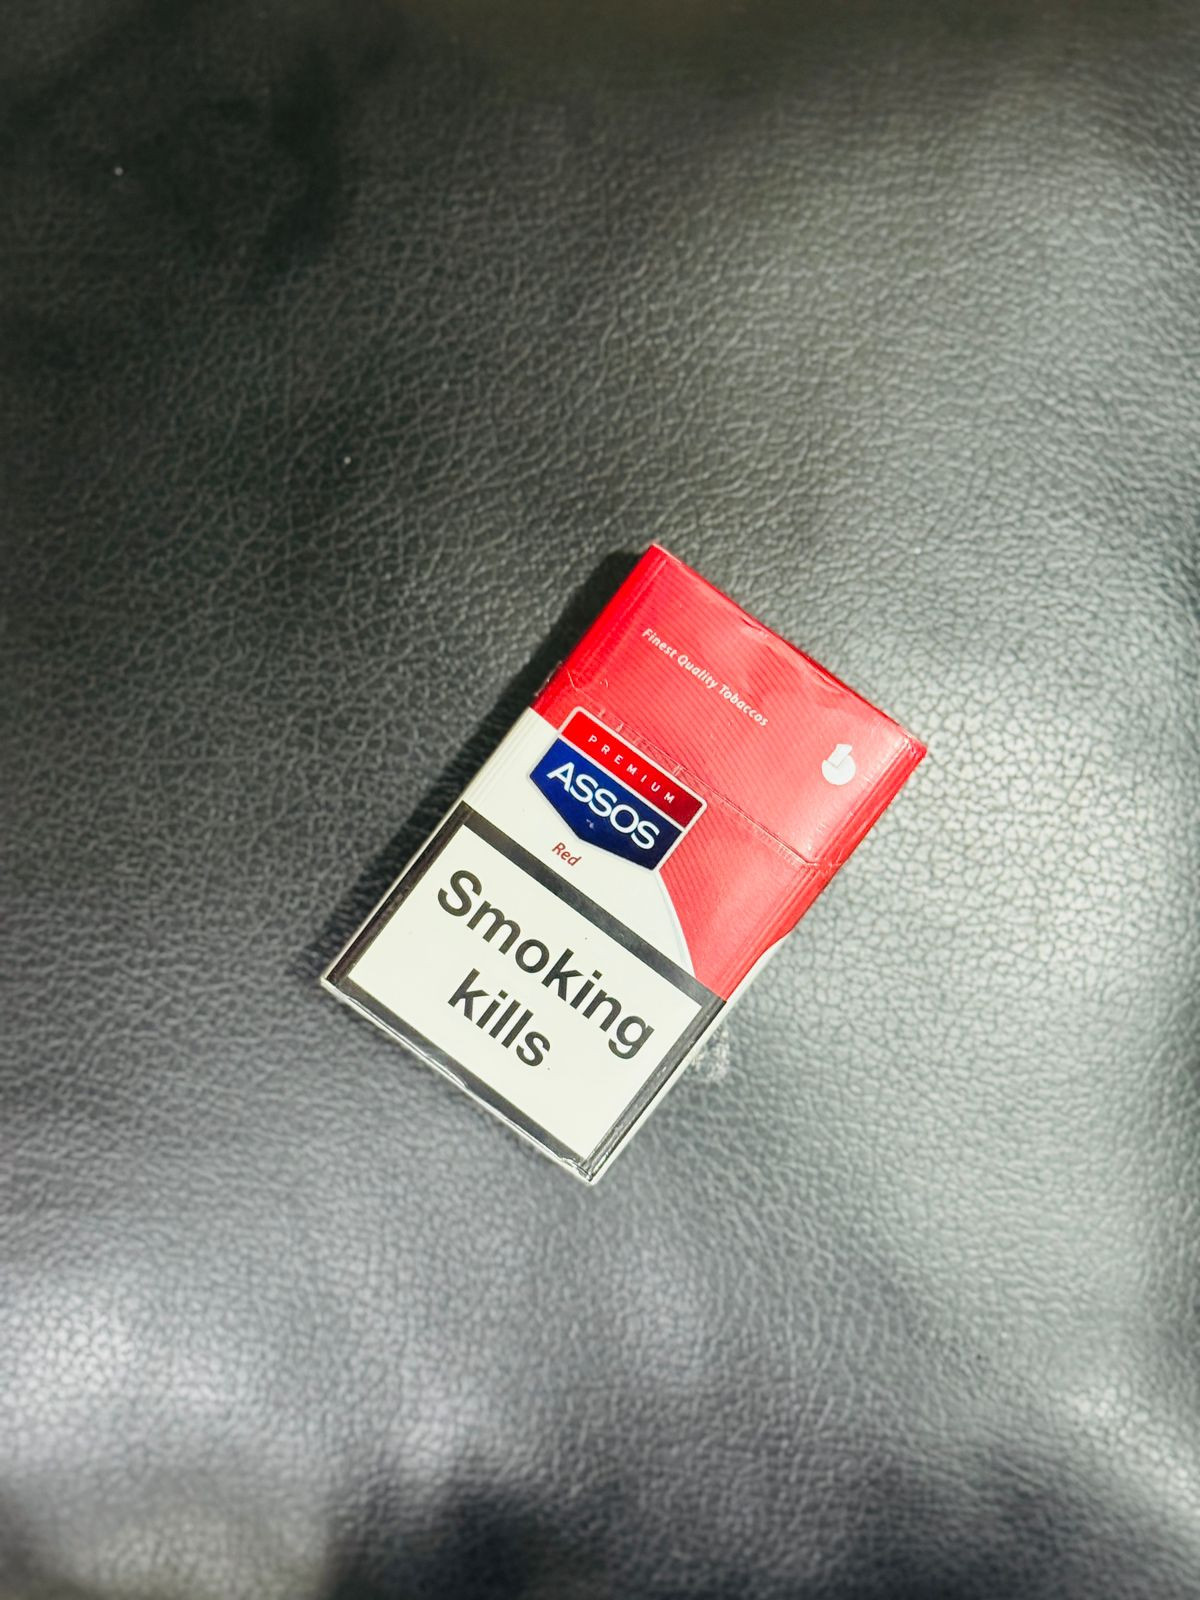 Finest Quality Tobaccos
PREMIUM
ASSOS
Red
Smoking
kills